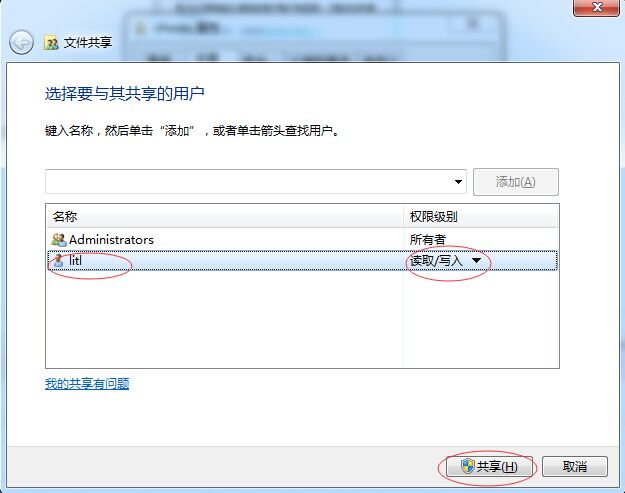 文件共享
选择要与其共享的用户
键入名称，然后单击“添加”，或者单击箭头查找用户。
添加(A)
名称 权限级别
Administrators 所有者
litl 读取/写入
我的共享有问题
共享(H) 取消